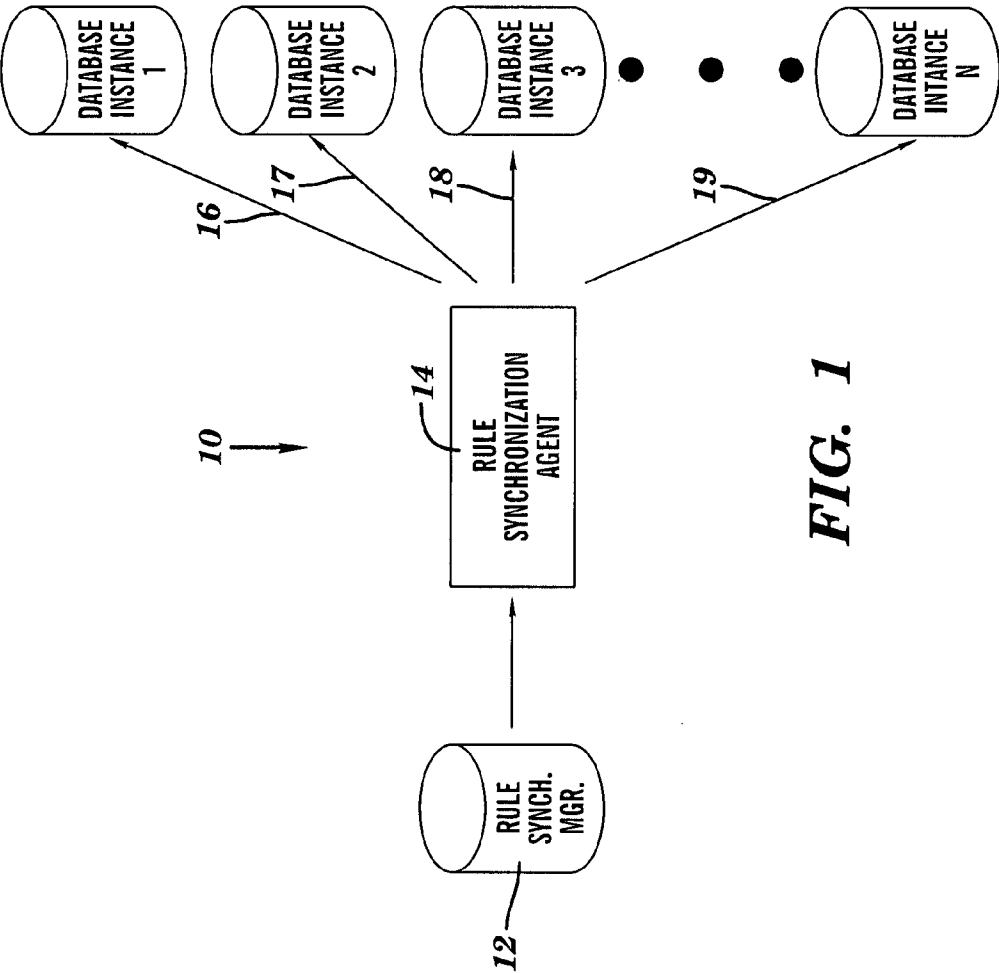 DATABASE
INSTANCE
1
DATABASE
INSTANCE
2
DATABASE
INSTANCE
3
DATABASE
INTANCE
N
16
17
18
19
10
14
RULE
SYNCHRONIZATION
AGENT
RULE
SYNCH.
MGR.
12
FIG. 1